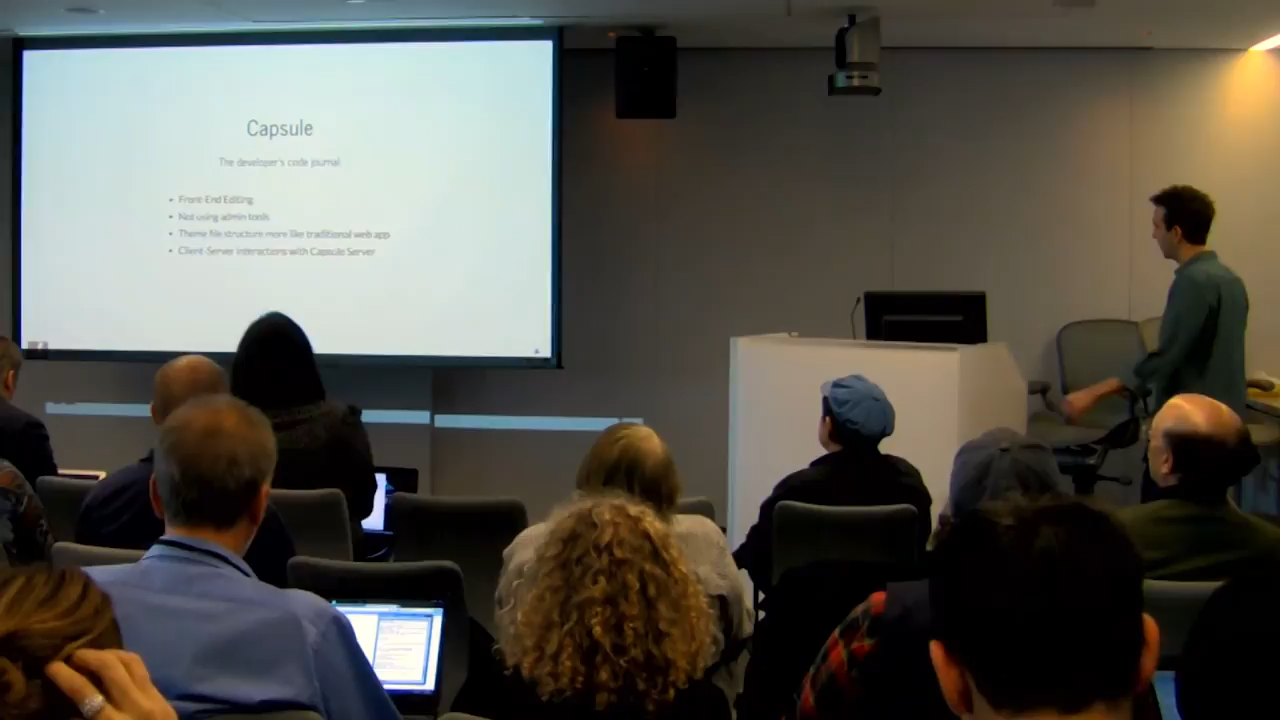 Capsule
The developer's code journal
• Front-End Editing
• Not using admin tools
• Theme file structure more like traditional web app
• Client-Server interactions with Capsule Server